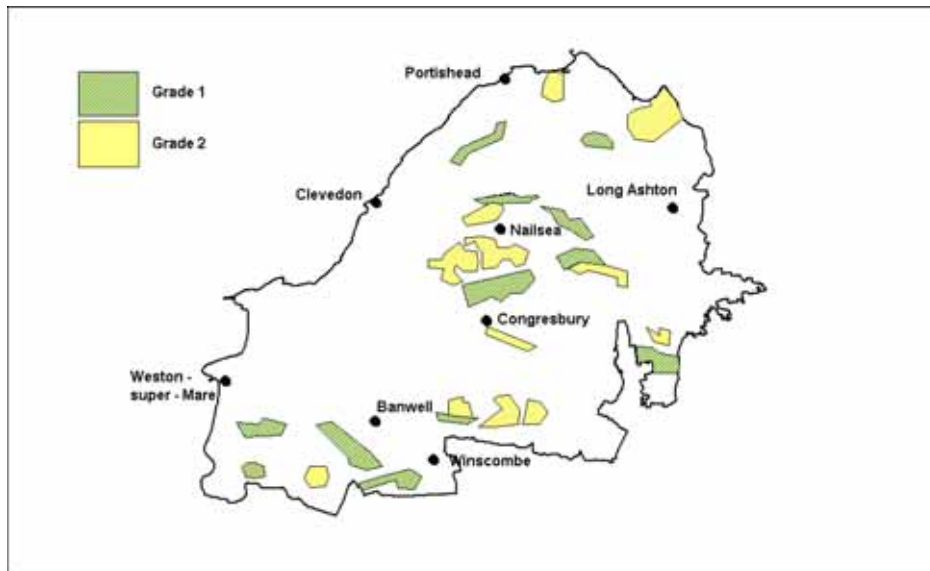 Portishead
Grade 1
Grade 2
Clevedon
Long Ashton
Nailsea
Congresbury
Weston -
super - Mare
Banwell
Winscombe